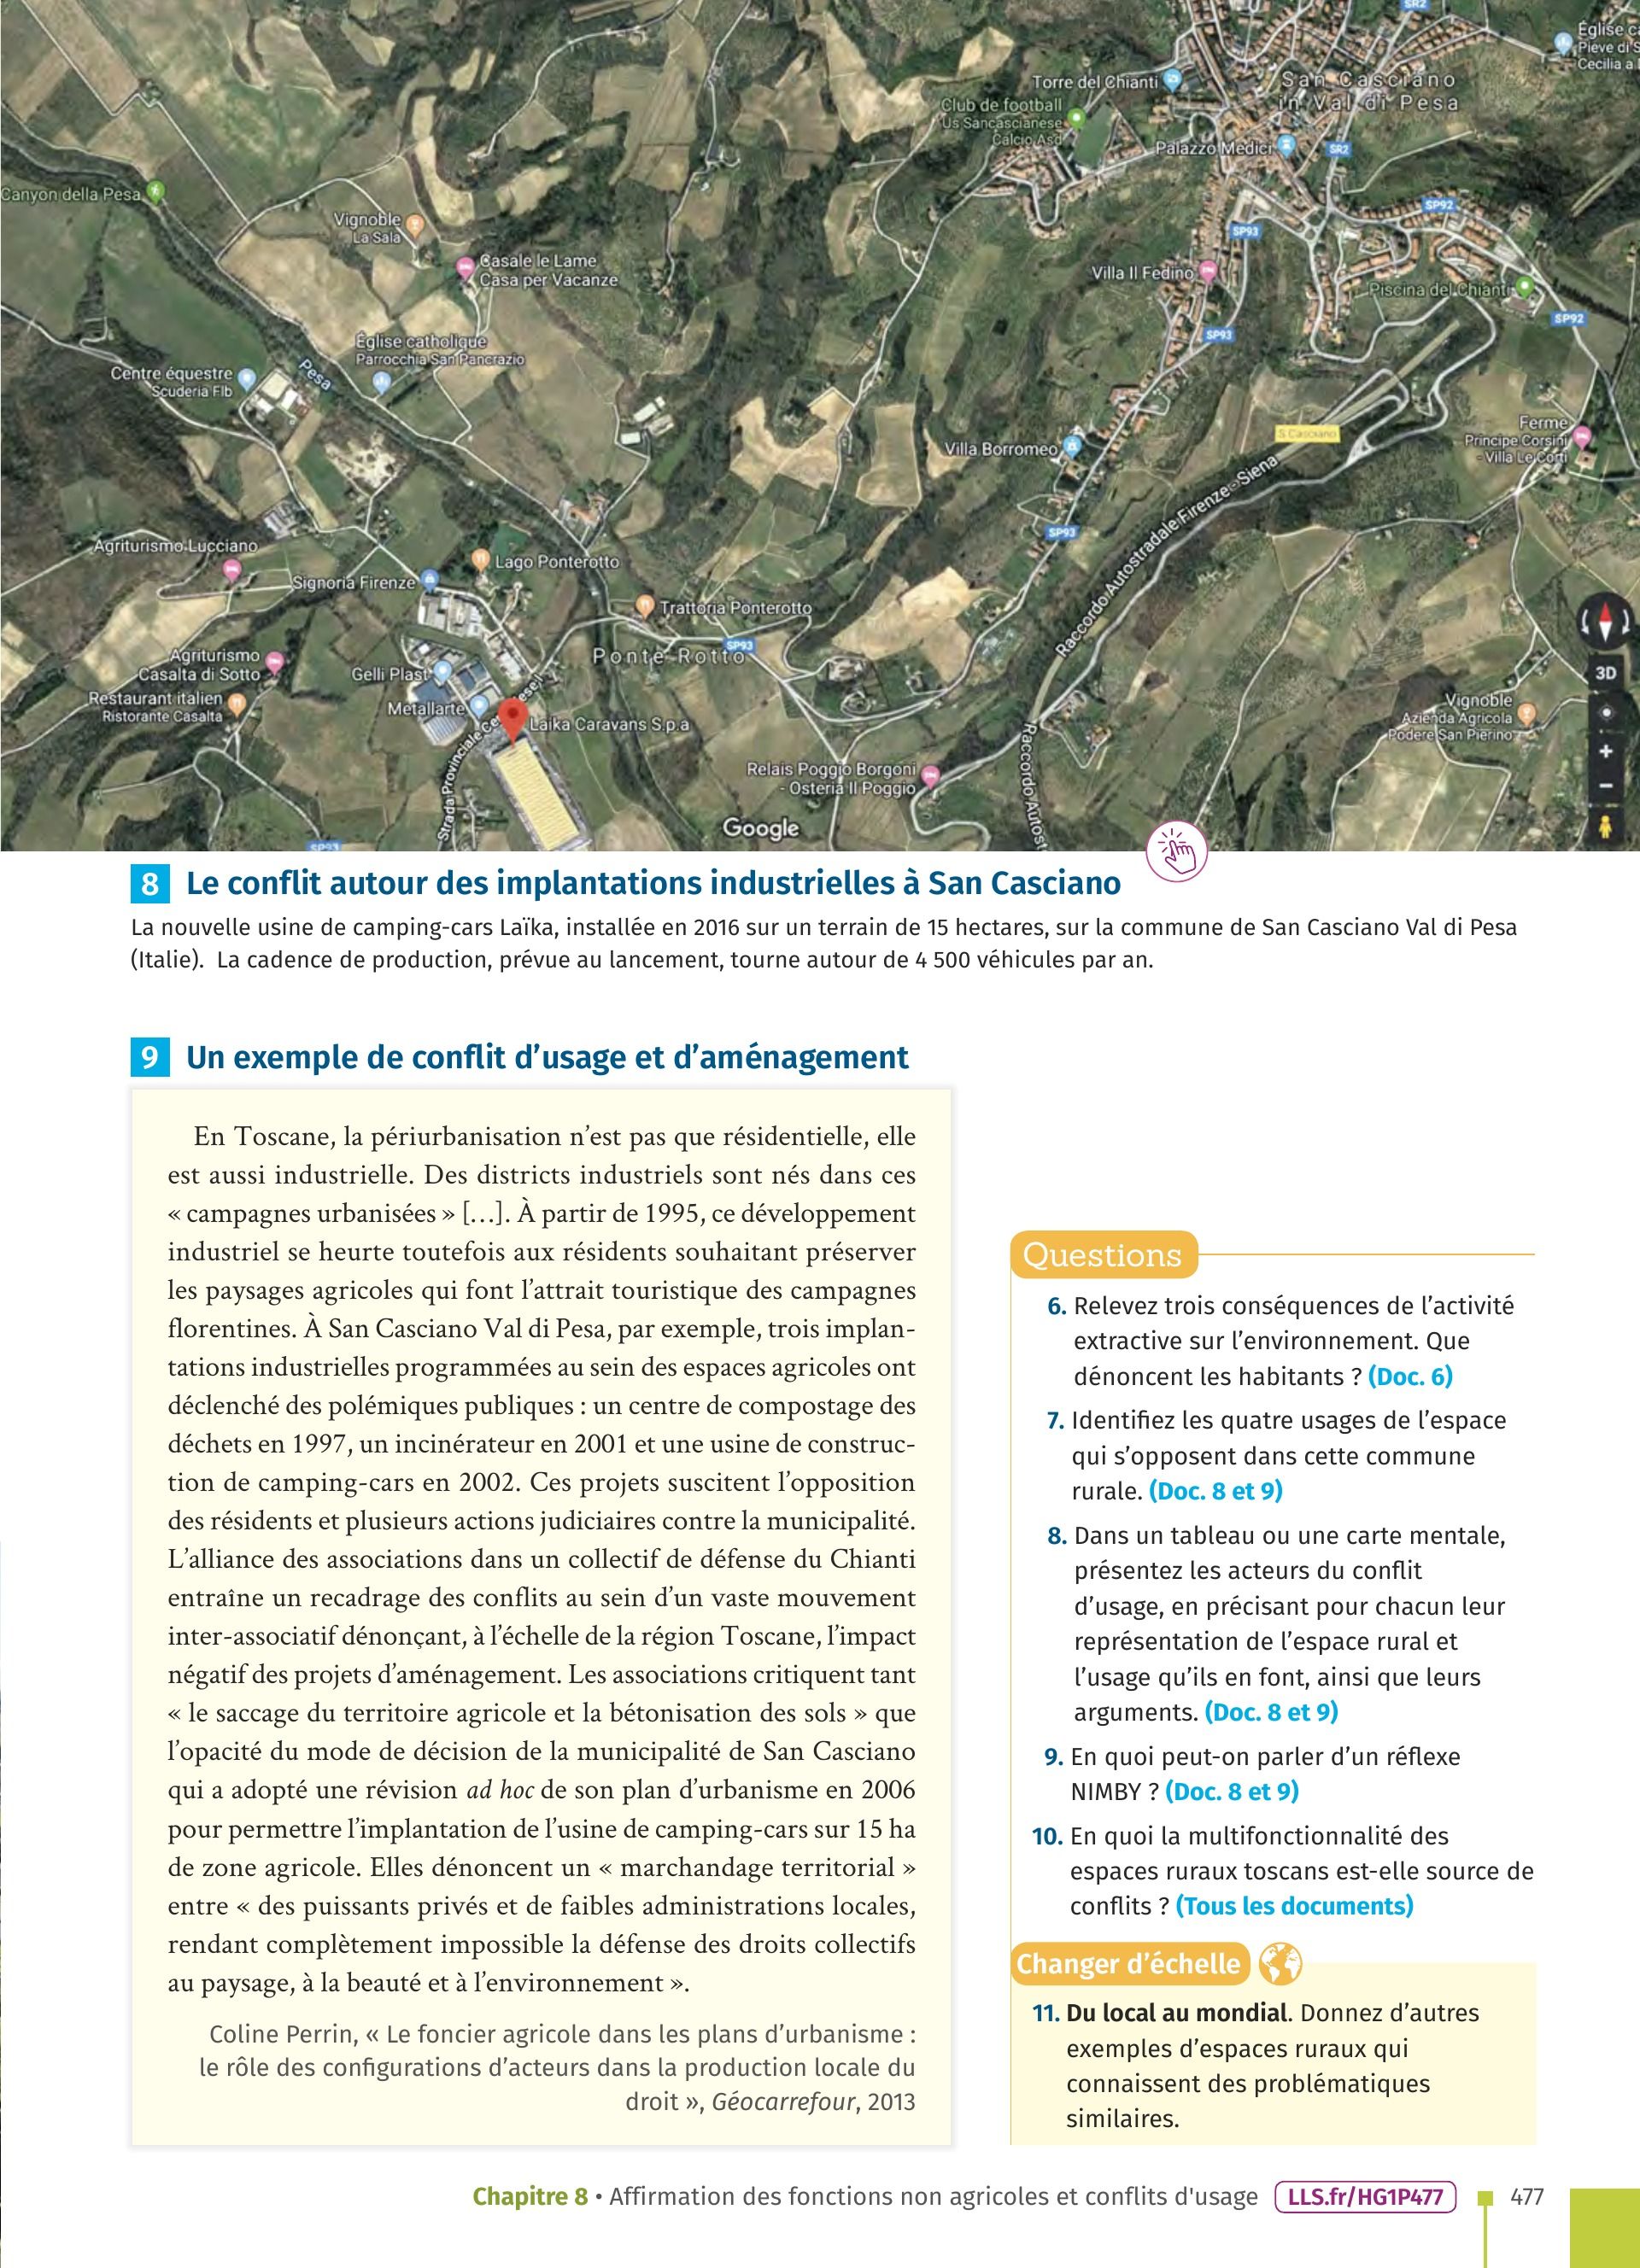 SR2
Église ca
Pieve di S
Cecilia a
Torre del Chianti
San Casciano
in Val di Pesa
Club de football
Us Sancascianese
Calcio Asd
Palazzo Medici
SR2
Canyon della Pesa
SP92
Vignoble
La Sala
SP93
Casale le Lame
Casa per Vacanze
Villa Il Fedino
Piscina del Chianti
SP92
SP93
Église catholique
Parrocchia San Pancrazio
Pesa
Centre équestre
Scuderia Flb
Ferme
Principe Corsini
- Villa Le Corti
S.Casciano
Villa Borromeo
Raccordo Autostradale Firenze - Siena
SP93
Agriturismo Lucciano
Lago Ponterotto
Signoria Firenze
Trattoria Ponterotto
SP93
Ponte Rotto
Agriturismo
Casalta di Sotto
Gelli Plast
3D
Restaurant italien
Ristorante Casalta
Metallarte
Laika Caravans S.p.a
Vignoble
Azienda Agricola
Podere San Pierino
Strada Provinciale Ce
esei
Raccordo Autost
Relais Poggio Borgoni
- Osteria Il Poggio
Google
SP93
8 Le conflit autour des implantations industrielles à San Casciano
La nouvelle usine de camping-cars Laïka, installée en 2016 sur un terrain de 15 hectares, sur la commune de San Casciano Val di Pesa
(Italie). La cadence de production, prévue au lancement, tourne autour de 4 500 véhicules par an.
9 Un exemple de conflit d’usage et d’aménagement
En Toscane, la périurbanisation n’est pas que résidentielle, elle
est aussi industrielle. Des districts industriels sont nés dans ces
« campagnes urbanisées » […]. À partir de 1995, ce développement
industriel se heurte toutefois aux résidents souhaitant préserver
les paysages agricoles qui font l’attrait touristique des campagnes
florentines. À San Casciano Val di Pesa, par exemple, trois implan-
tations industrielles programmées au sein des espaces agricoles ont
déclenché des polémiques publiques : un centre de compostage des
déchets en 1997, un incinérateur en 2001 et une usine de construc-
tion de camping-cars en 2002. Ces projets suscitent l’opposition
des résidents et plusieurs actions judiciaires contre la municipalité.
L’alliance des associations dans un collectif de défense du Chianti
entraîne un recadrage des conflits au sein d’un vaste mouvement
inter-associatif dénonçant, à l’échelle de la région Toscane, l’impact
négatif des projets d’aménagement. Les associations critiquent tant
« le saccage du territoire agricole et la bétonisation des sols » que
l’opacité du mode de décision de la municipalité de San Casciano
qui a adopté une révision ad hoc de son plan d’urbanisme en 2006
pour permettre l’implantation de l’usine de camping-cars sur 15 ha
de zone agricole. Elles dénoncent un « marchandage territorial »
entre « des puissants privés et de faibles administrations locales,
rendant complètement impossible la défense des droits collectifs
au paysage, à la beauté et à l’environnement ».
Coline Perrin, « Le foncier agricole dans les plans d’urbanisme :
le rôle des configurations d’acteurs dans la production locale du
droit », Géocarrefour, 2013
Questions
6. Relevez trois conséquences de l’activité
extractive sur l’environnement. Que
dénoncent les habitants ? (Doc. 6)
7. Identifiez les quatre usages de l’espace
qui s’opposent dans cette commune
rurale. (Doc. 8 et 9)
8. Dans un tableau ou une carte mentale,
présentez les acteurs du conflit
d’usage, en précisant pour chacun leur
représentation de l’espace rural et
l’usage qu’ils en font, ainsi que leurs
arguments. (Doc. 8 et 9)
9. En quoi peut-on parler d’un réflexe
NIMBY ? (Doc. 8 et 9)
10. En quoi la multifonctionnalité des
espaces ruraux toscans est-elle source de
conflits ? (Tous les documents)
Changer d’échelle
11. Du local au mondial. Donnez d’autres
exemples d’espaces ruraux qui
connaissent des problématiques
similaires.
Chapitre 8 • Affirmation des fonctions non agricoles et conflits d'usage LLS.fr/HG1P477 477